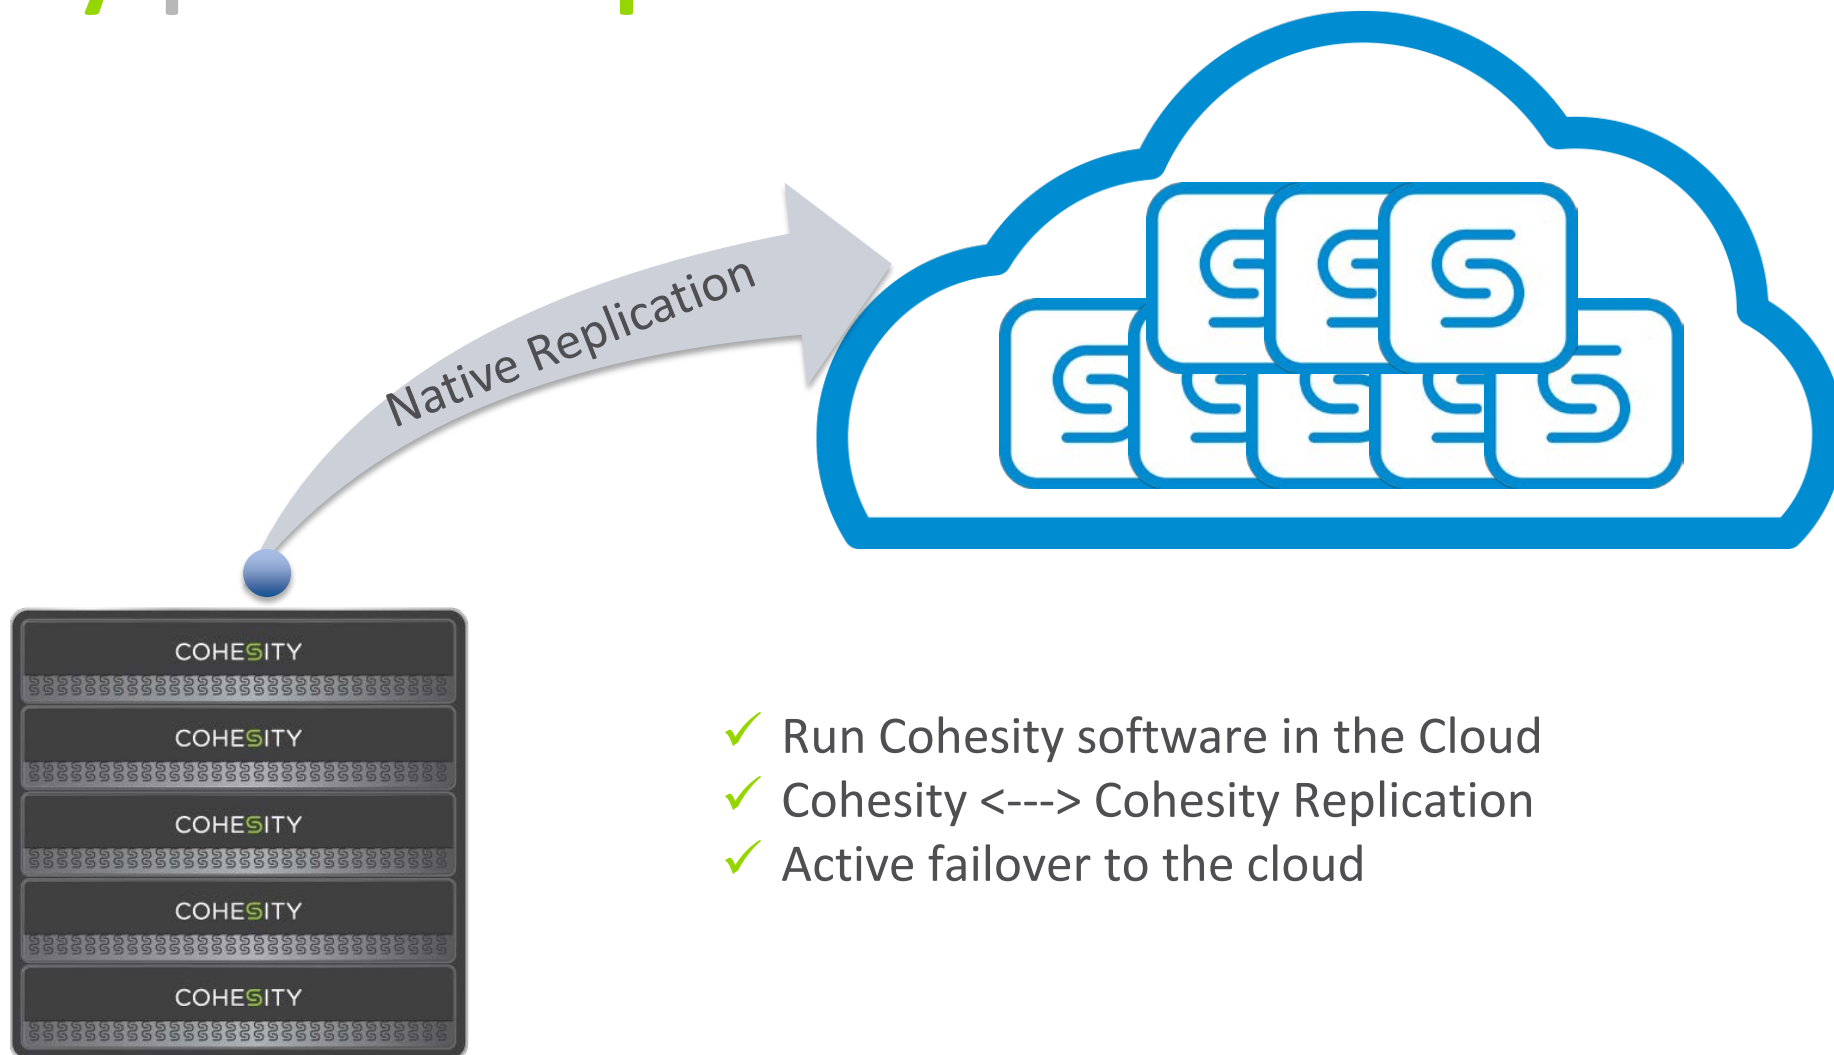 Native Replication
COHESITY
COHESITY
COHESITY
COHESITY
COHESITY
Run Cohesity software in the Cloud
Cohesity <---> Cohesity Replication
Active failover to the cloud